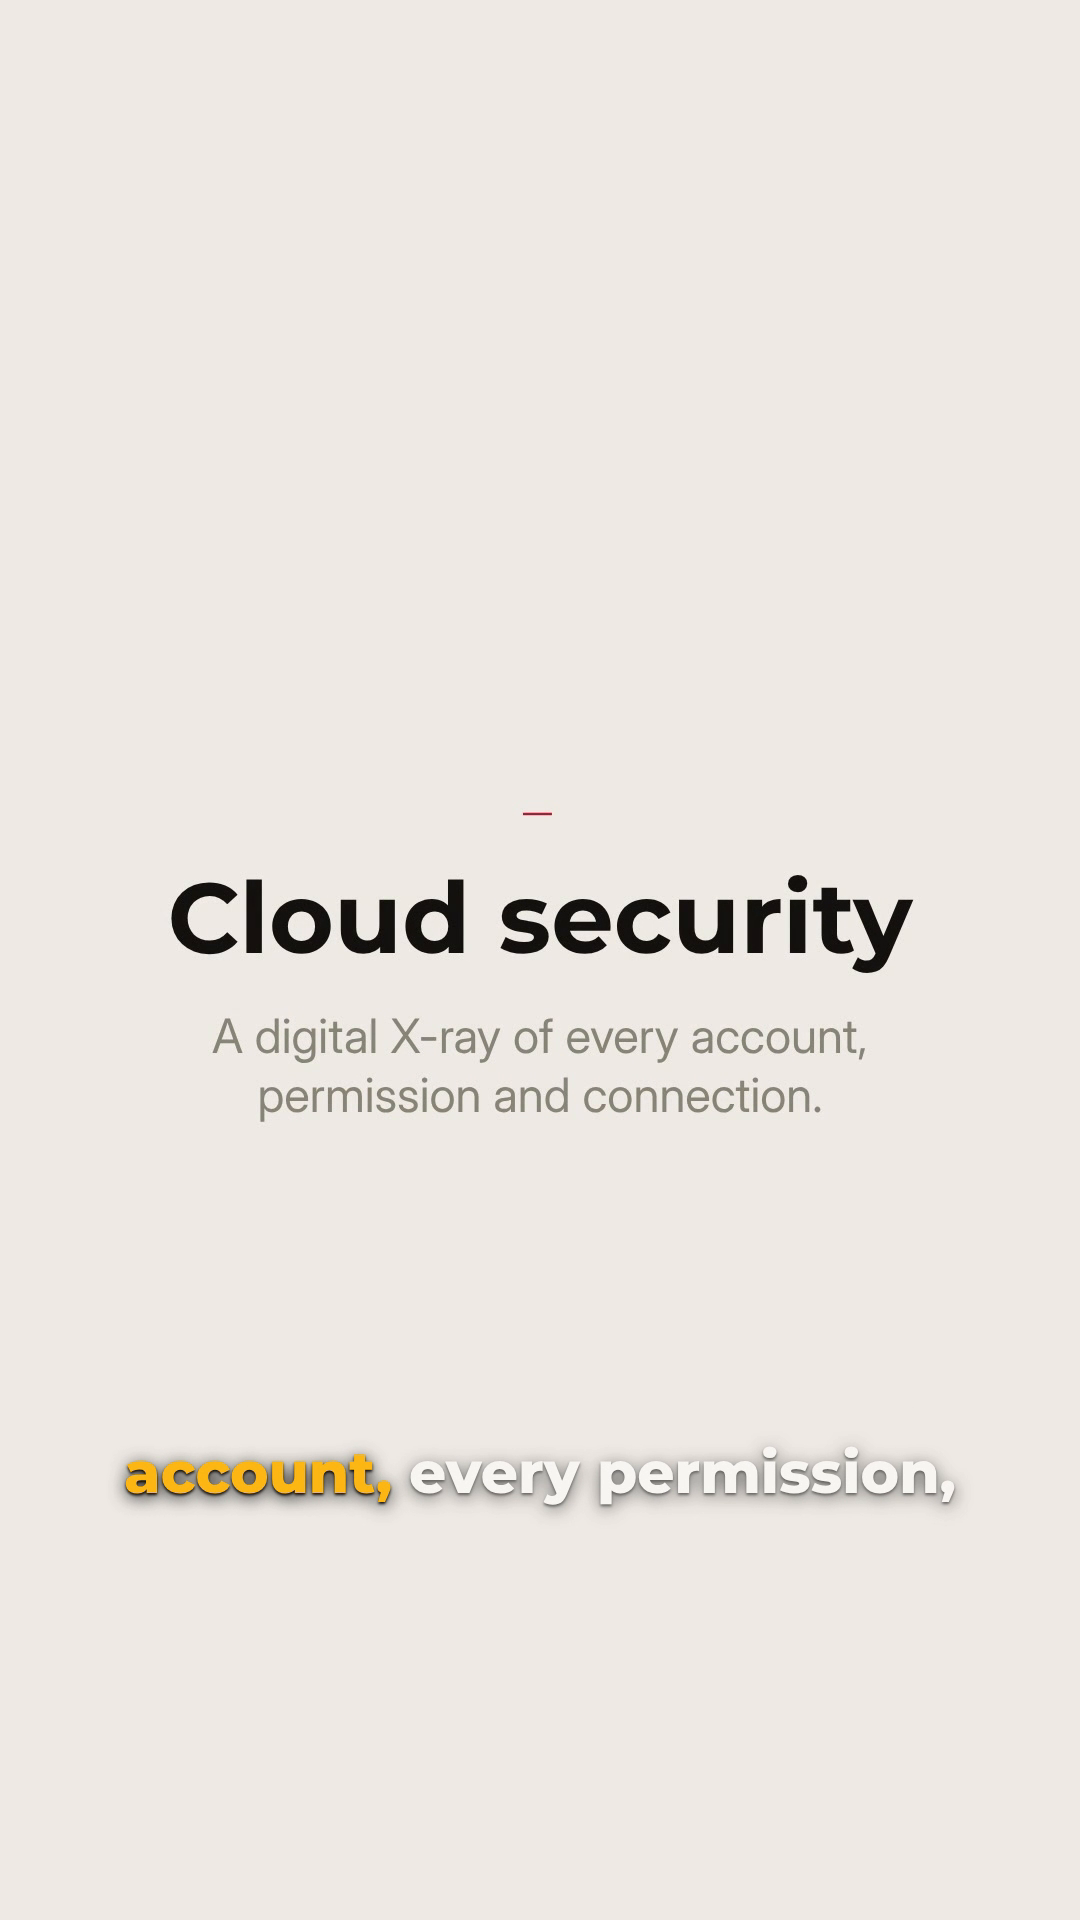 Cloud security
A digital X-ray of every account,
permission and connection.
account, every permission,